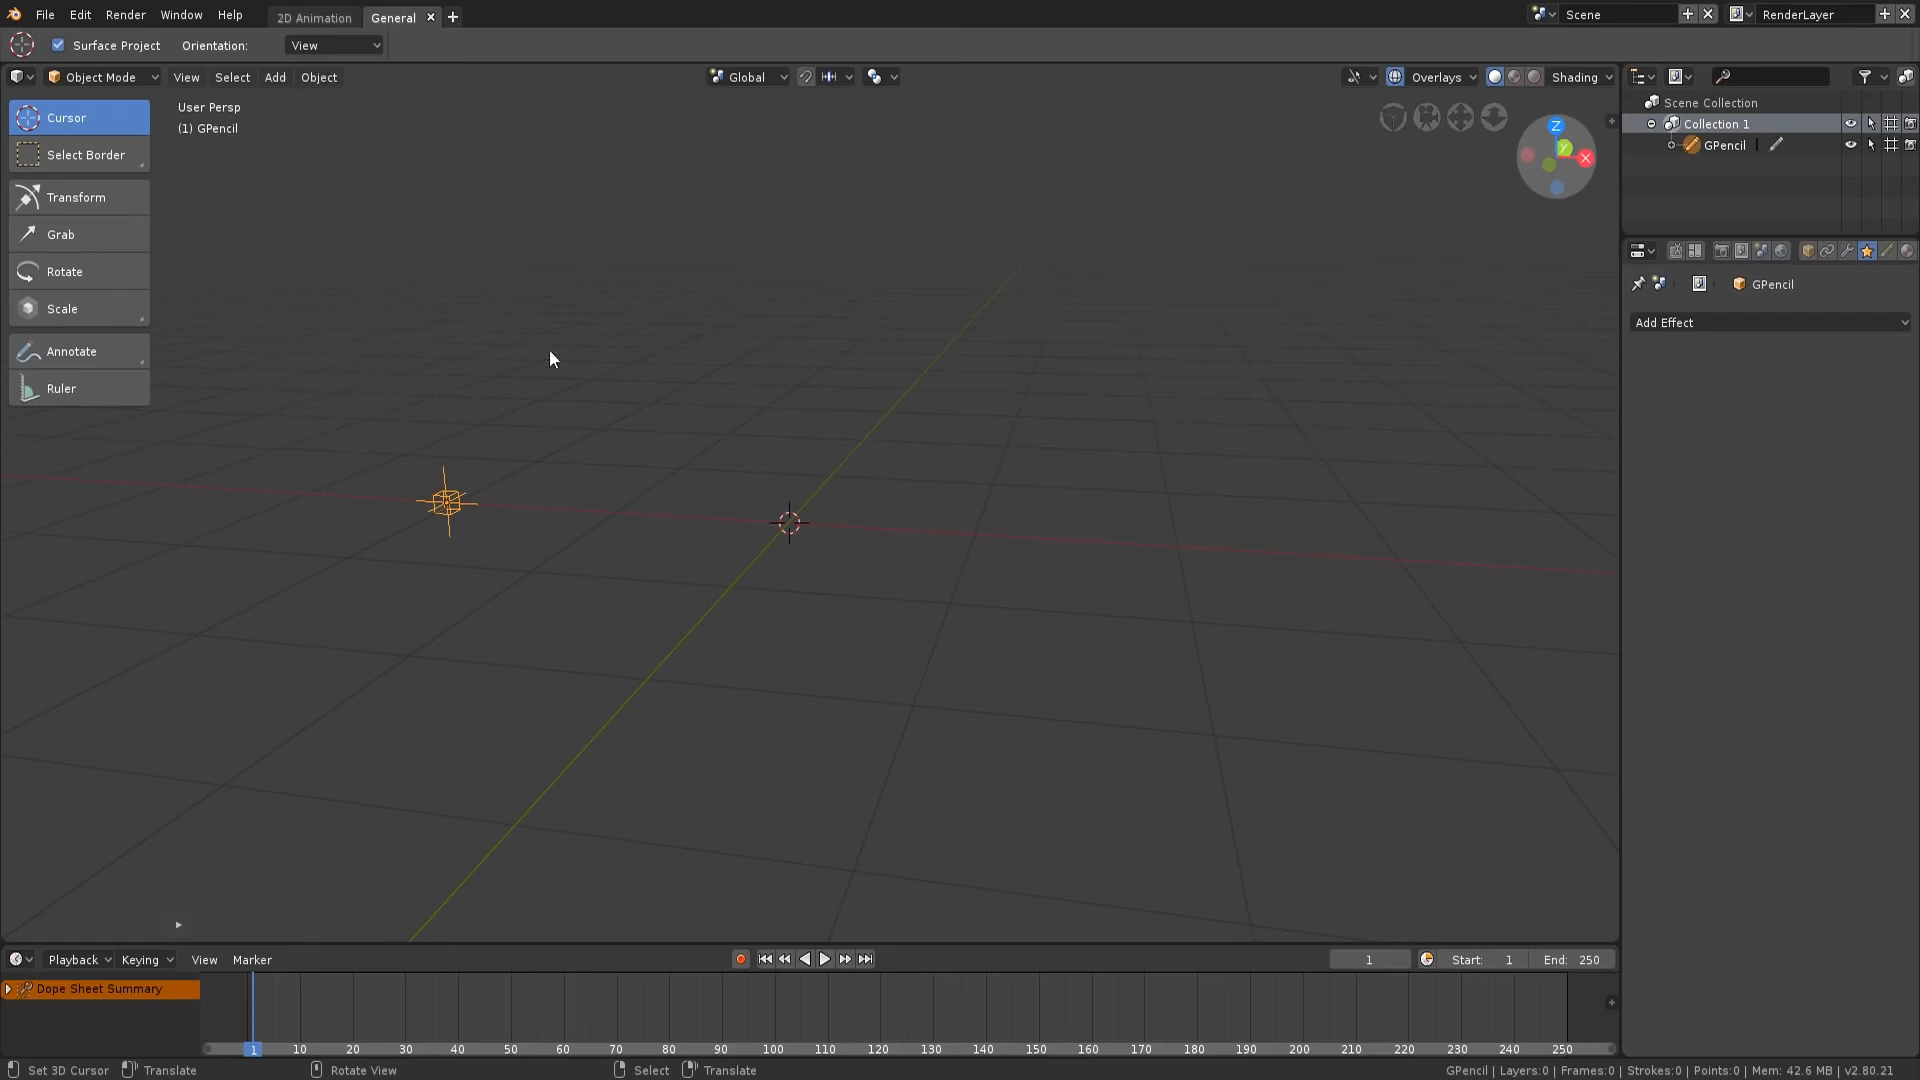 File Edit Render Window Help 2D Animation General Scene RenderLayer
Surface Project Orientation: View
Object Mode View Select Add Object Global Overlays Shading
User Persp
(1) GPencil
Cursor
Select Border
Transform
Grab
Rotate
Scale
Annotate
Ruler
Z
Y
X
Scene Collection
Collection 1
GPencil
GPencil
Add Effect
Playback Keying View Marker 1 Start: 1 End: 250
Dope Sheet Summary
1 10 20 30 40 50 60 70 80 90 100 110 120 130 140 150 160 170 180 190 200 210 220 230 240 250
Set 3D Cursor Translate Rotate View Select Translate GPencil | Layers:0 | Frames:0 | Strokes:0 | Points:0 | Mem: 42.6 MB | v2.80.21